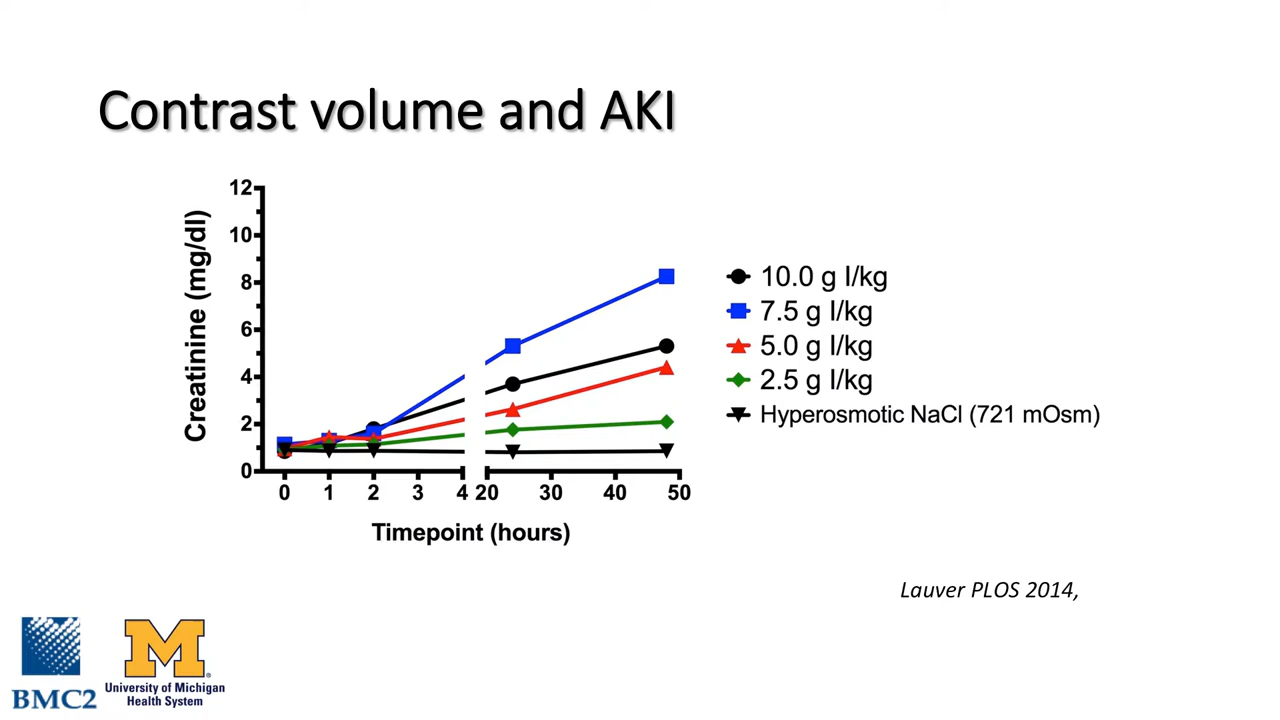 Contrast volume and AKI
12
10
8
6
4
2
0
Creatinine (mg/dl)
0 1 2 3 4 20 30 40 50
Timepoint (hours)
10.0 g I/kg
7.5 g I/kg
5.0 g I/kg
2.5 g I/kg
Hyperosmotic NaCl (721 mOsm)
Lauver PLOS 2014,
BMC2
M
University of Michigan
Health System